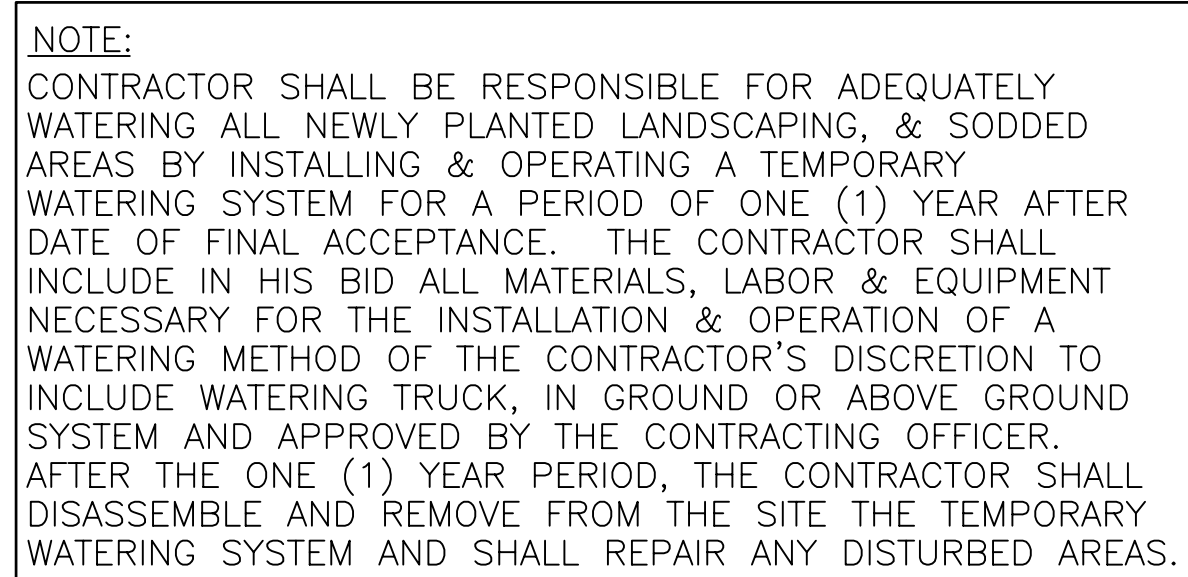 NOTE:
CONTRACTOR SHALL BE RESPONSIBLE FOR ADEQUATELY
WATERING ALL NEWLY PLANTED LANDSCAPING, & SODDED
AREAS BY INSTALLING & OPERATING A TEMPORARY
WATERING SYSTEM FOR A PERIOD OF ONE (1) YEAR AFTER
DATE OF FINAL ACCEPTANCE.  THE CONTRACTOR SHALL
INCLUDE IN HIS BID ALL MATERIALS, LABOR & EQUIPMENT
NECESSARY FOR THE INSTALLATION & OPERATION OF A
WATERING METHOD OF THE CONTRACTOR'S DISCRETION TO
INCLUDE WATERING TRUCK, IN GROUND OR ABOVE GROUND
SYSTEM AND APPROVED BY THE CONTRACTING OFFICER.
AFTER THE ONE (1) YEAR PERIOD, THE CONTRACTOR SHALL
DISASSEMBLE AND REMOVE FROM THE SITE THE TEMPORARY
WATERING SYSTEM AND SHALL REPAIR ANY DISTURBED AREAS.